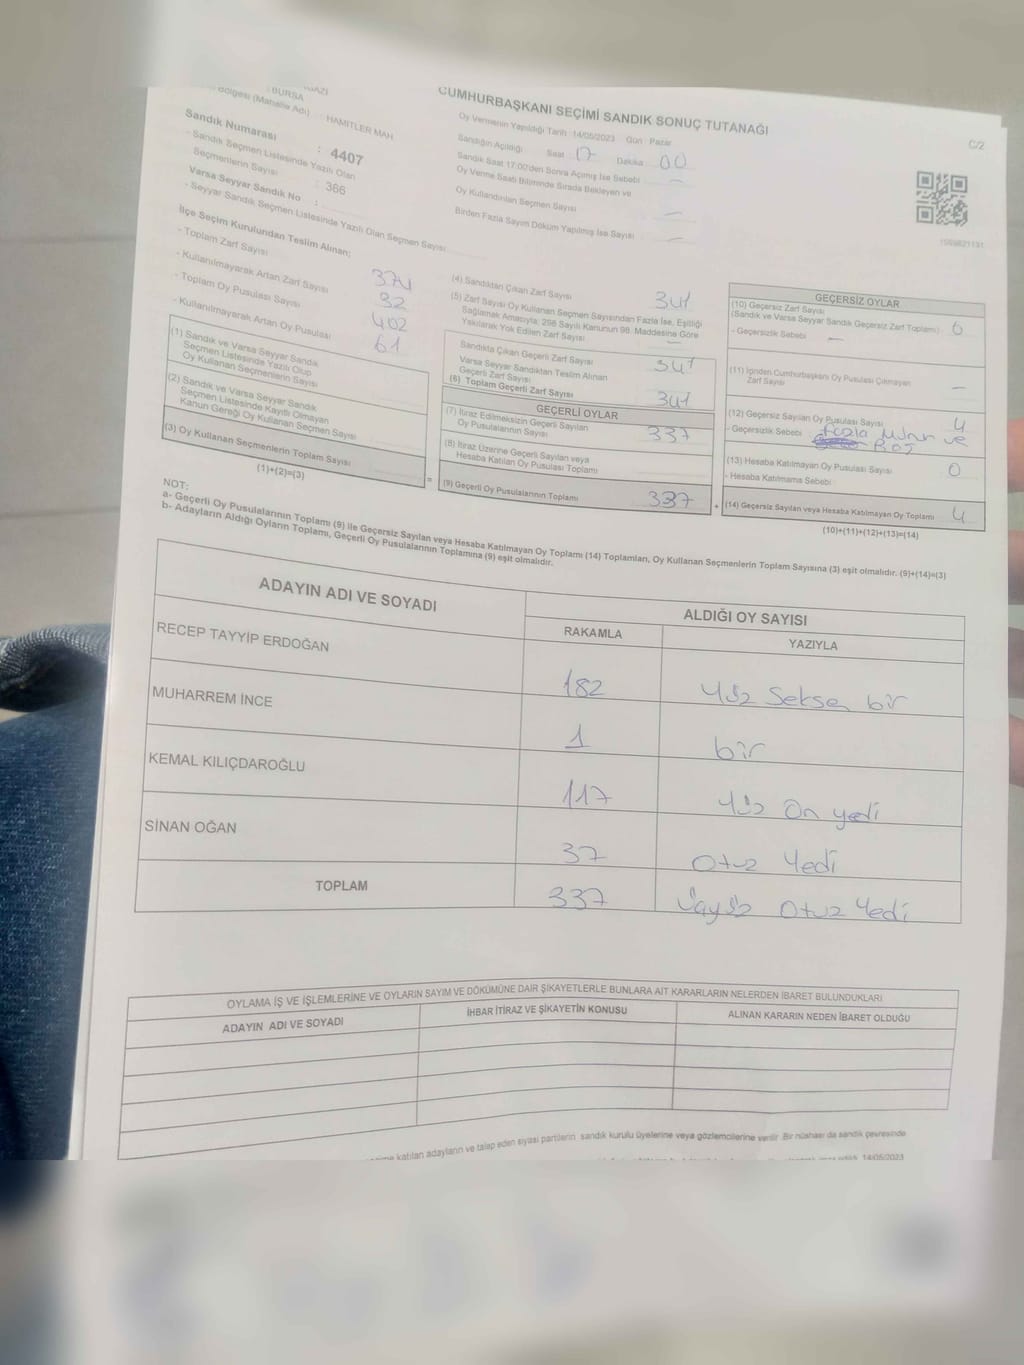 CUMHURBAŞKANI SEÇİMİ SANDIK SONUÇ TUTANAĞI
C/2
: BURSA
Bölgesi (Mahalle Adı) : HAMİTLER MAH
Sandık Numarası : 4407
- Sandık Seçmen Listesinde Yazılı Olan
Seçmenlerin Sayısı : 366
Varsa Seyyar Sandık No :
- Seyyar Sandık Seçmen Listesinde Yazılı Olan Seçmen Sayısı
Oy Vermenin Yapıldığı Tarih : 14/05/2023 Gün : Pazar
Sandığın Açıldığı Saat 17 Dakika 00
Sandık Saat 17:00'den Sonra Açılmış İse Sebebi —
Oy Verme Saati Bitiminde Sırada Bekleyen ve
Oy Kullandırılan Seçmen Sayısı —
Birden Fazla Sayım Döküm Yapılmış İse Sayısı —
İlçe Seçim Kurulundan Teslim Alınan;
- Toplam Zarf Sayısı
- Kullanılmayarak Artan Zarf Sayısı 32
- Toplam Oy Pusulası Sayısı 402
- Kullanılmayarak Artan Oy Pusulası 61
(1) Sandık ve Varsa Seyyar Sandık
Seçmen Listesinde Yazılı Olup
Oy Kullanan Seçmenlerin Sayısı
(2) Sandık ve Varsa Seyyar Sandık
Seçmen Listesinde Kayıtlı Olmayan
Kanun Gereği Oy Kullanan Seçmen Sayısı
(3) Oy Kullanan Seçmenlerin Toplam Sayısı
(1)+(2)=(3)
=
(4) Sandıktan Çıkan Zarf Sayısı 341
(5) Zarf Sayısı Oy Kullanan Seçmen Sayısından Fazla İse, Eşitliği
Sağlamak Amacıyla; 298 Sayılı Kanunun 98. Maddesine Göre
Yakılarak Yok Edilen Zarf Sayısı —
Sandıkta Çıkan Geçerli Zarf Sayısı 341
Varsa Seyyar Sandıktan Teslim Alınan
Geçerli Zarf Sayısı
(6) Toplam Geçerli Zarf Sayısı 341
GEÇERLİ OYLAR
(7) İtiraz Edilmeksizin Geçerli Sayılan
Oy Pusulalarının Sayısı 337
(8) İtiraz Üzerine Geçerli Sayılan veya
Hesaba Katılan Oy Pusulası Toplamı
(9) Geçerli Oy Pusulalarının Toplamı 337
+
GEÇERSİZ OYLAR
(10) Geçersiz Zarf Sayısı
(Sandık ve Varsa Seyyar Sandık Geçersiz Zarf Toplamı) : 0
- Geçersizlik Sebebi —
(11) İçinden Cumhurbaşkanı Oy Pusulası Çıkmayan
Zarf Sayısı —
(12) Geçersiz Sayılan Oy Pusulası Sayısı 4
- Geçersizlik Sebebi : Fazla Mühür ve
Boş
(13) Hesaba Katılmayan Oy Pusulası Sayısı 0
- Hesaba Katılmama Sebebi :
(14) Geçersiz Sayılan veya Hesaba Katılmayan Oy Toplamı 4
(10)+(11)+(12)+(13)=(14)
NOT:
a- Geçerli Oy Pusulalarının Toplamı (9) ile Geçersiz Sayılan veya Hesaba Katılmayan Oy Toplamı (14) Toplamları, Oy Kullanan Seçmenlerin Toplam Sayısına (3) eşit olmalıdır. (9)+(14)=(3)
b- Adayların Aldığı Oyların Toplamı, Geçerli Oy Pusulalarının Toplamına (9) eşit olmalıdır.
ADAYIN ADI VE SOYADI ALDIĞI OY SAYISI
RAKAMLA YAZIYLA
RECEP TAYYİP ERDOĞAN 182 Yüz Seksen bir
MUHARREM İNCE 1 bir
KEMAL KILIÇDAROĞLU 117 Yüz On yedi
SİNAN OĞAN 37 Otuz Yedi
TOPLAM 337 Üçyüz Otuz Yedi
OYLAMA İŞ VE İŞLEMLERİNE VE OYLARIN SAYIM VE DÖKÜMÜNE DAİR ŞİKAYETLERLE BUNLARA AİT KARARLARIN NELERDEN İBARET BULUNDUKLARI
ADAYIN ADI VE SOYADI İHBAR İTİRAZ VE ŞİKAYETİN KONUSU ALINAN KARARIN NEDEN İBARET OLDUĞU
katılan adayların ve talep eden siyasi partilerin sandık kurulu üyelerine veya gözlemcilerine verilir. Bir nüshası da sandık çevresinde
14/05/2023